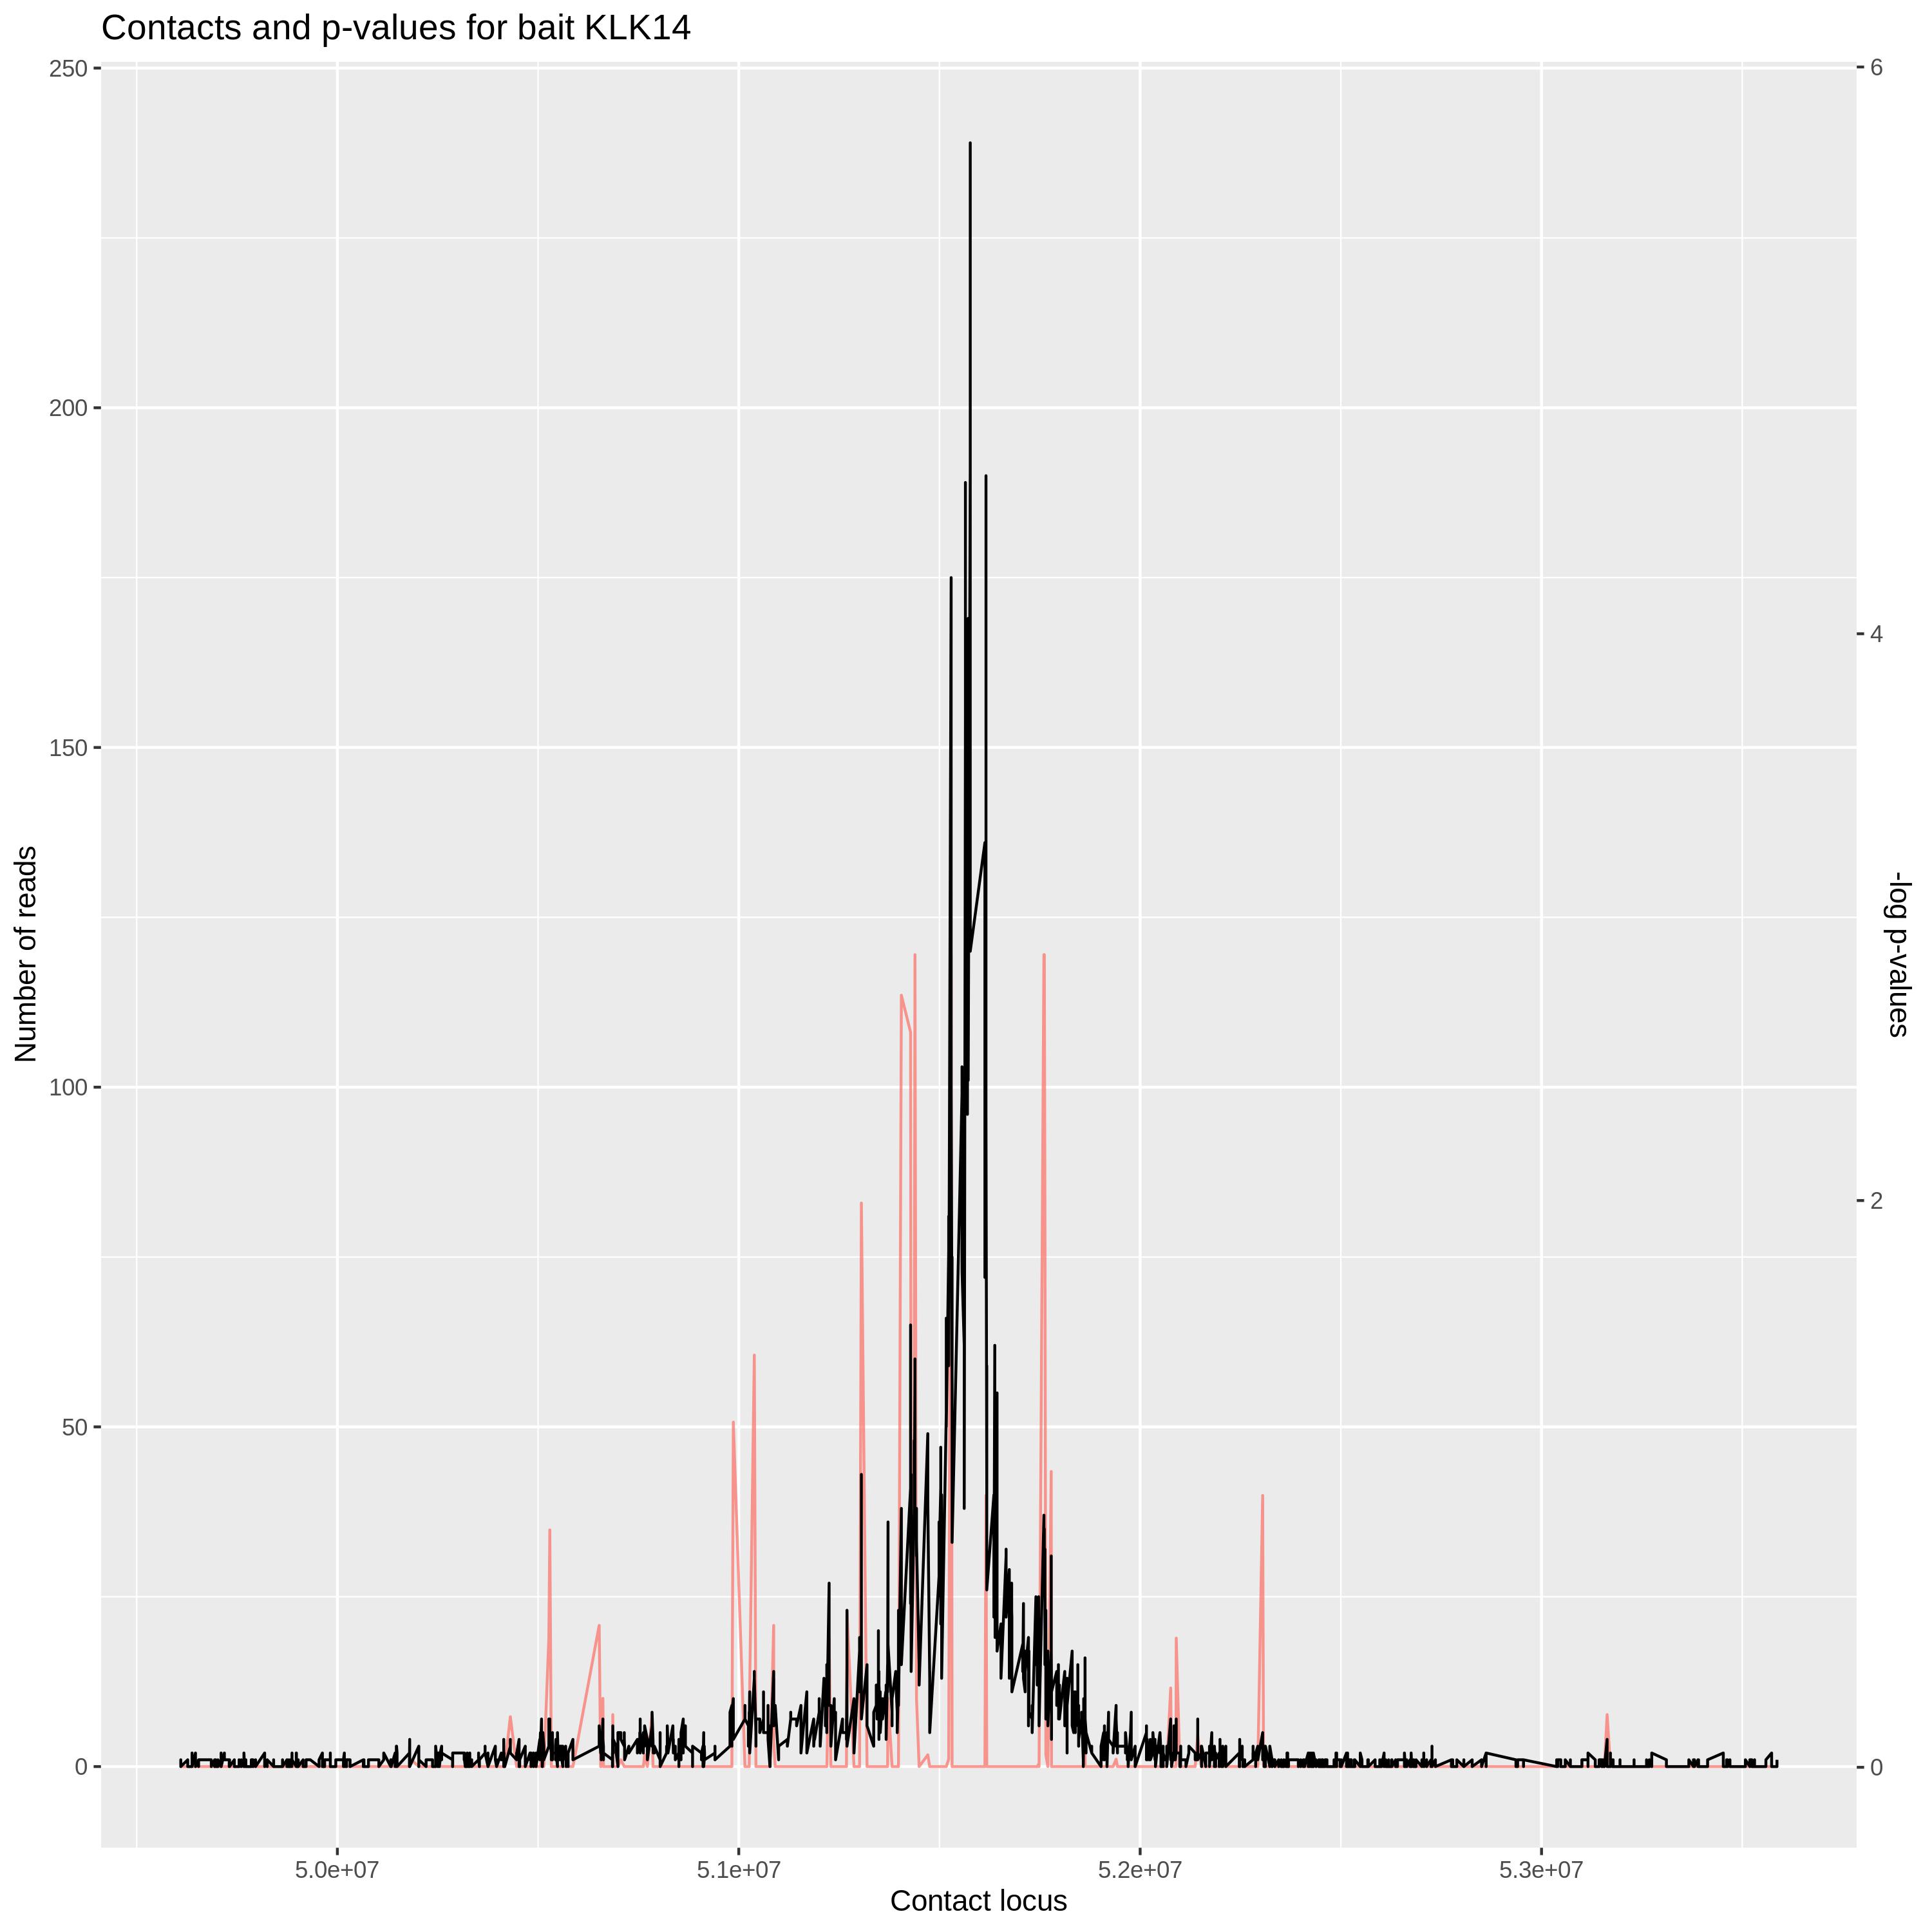 Contacts and p-values for bait KLK14
250
200
150
100
50
0
Number of reads
6
4
2
0
-log p-values
5.0e+07
5.1e+07
5.2e+07
5.3e+07
Contact locus